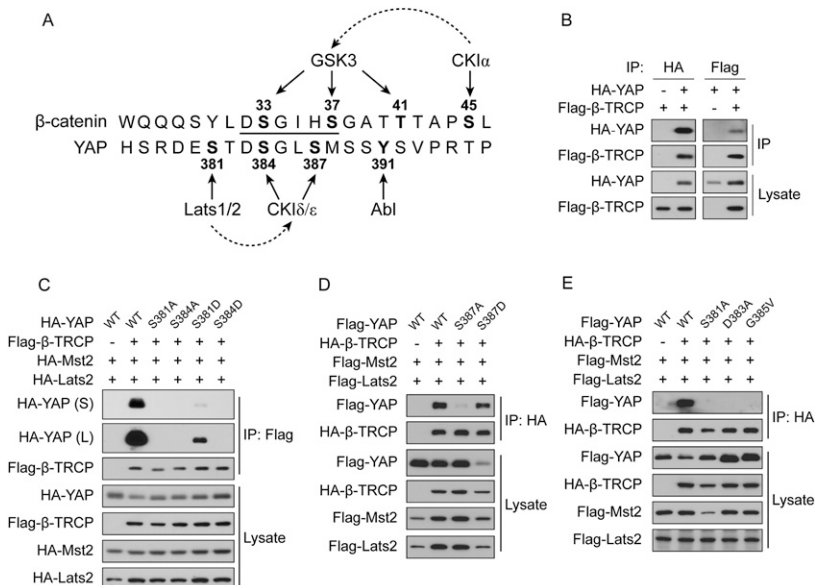 A
GSK3 CKIα
33 37 41 45
β-catenin W Q Q Q S Y L D S G I H S G A T T T A P S L
YAP H S R D E S T D S G L S M S S Y S V P R T P
381 384 387 391
Lats1/2 CKIδ/ε Abl
B
IP: HA Flag
HA-YAP - + + +
Flag-β-TRCP + + - +
HA-YAP
Flag-β-TRCP
IP
HA-YAP
Flag-β-TRCP
Lysate
C
HA-YAP WT WT S381A S384A S381D S384D
Flag-β-TRCP - + + + + +
HA-Mst2 + + + + + +
HA-Lats2 + + + + + +
HA-YAP (S)
HA-YAP (L)
Flag-β-TRCP
IP: Flag
HA-YAP
Flag-β-TRCP
HA-Mst2
HA-Lats2
Lysate
D
Flag-YAP WT WT S387A S387D
HA-β-TRCP - + + +
Flag-Mst2 + + + +
Flag-Lats2 + + + +
Flag-YAP
HA-β-TRCP
IP: HA
Flag-YAP
HA-β-TRCP
Flag-Mst2
Flag-Lats2
Lysate
E
Flag-YAP WT WT S381A D383A G385V
HA-β-TRCP - + + + +
Flag-Mst2 + + + + +
Flag-Lats2 + + + + +
Flag-YAP
HA-β-TRCP
IP: HA
Flag-YAP
HA-β-TRCP
Flag-Mst2
Flag-Lats2
Lysate